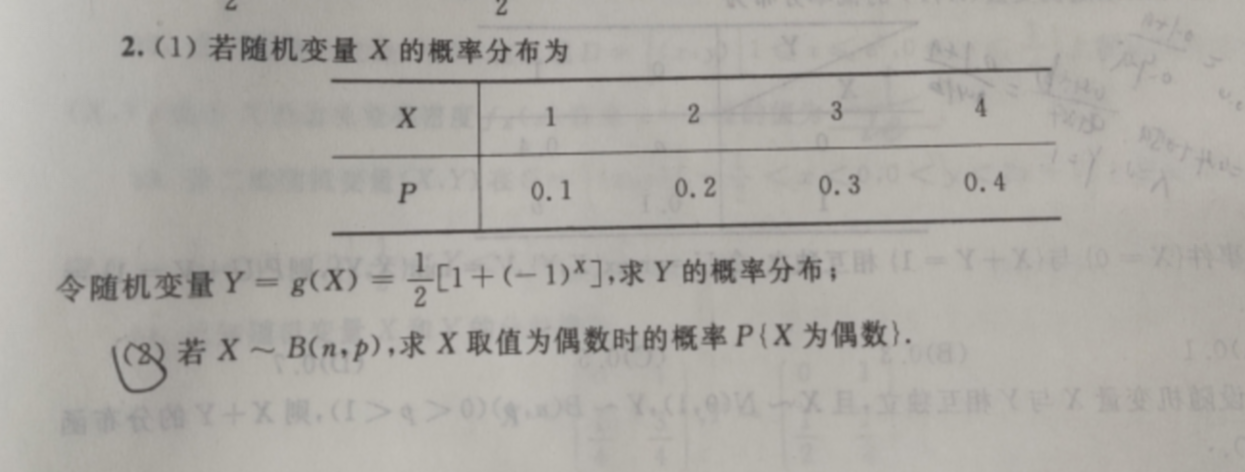 2. (1) 若随机变量 X 的概率分布为
X 1 2 3 4
P 0.1 0.2 0.3 0.4
令随机变量 Y = g(X) = 1/2[1+(-1)^X],求 Y 的概率分布;
(2) 若 X ~ B(n,p),求 X 取值为偶数时的概率 P{X 为偶数}.